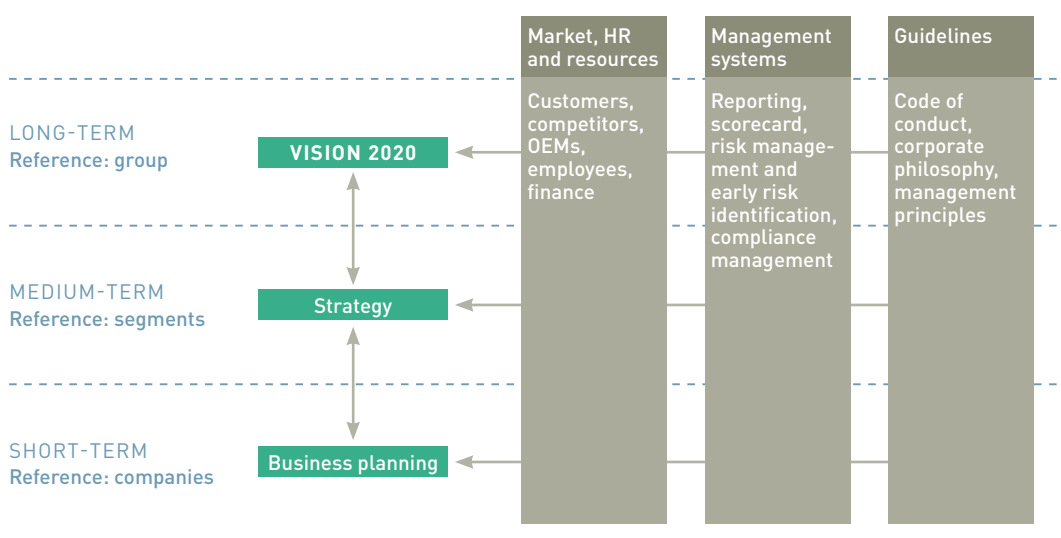 Market, HR
and resources
Management
systems
Guidelines
LONG-TERM
Reference: group
VISION 2020
Customers,
competitors,
OEMs,
employees,
finance
Reporting,
scorecard,
risk manage-
ment and
early risk
identification,
compliance
management
Code of
conduct,
corporate
philosophy,
management
principles
MEDIUM-TERM
Reference: segments
Strategy
SHORT-TERM
Reference: companies
Business planning